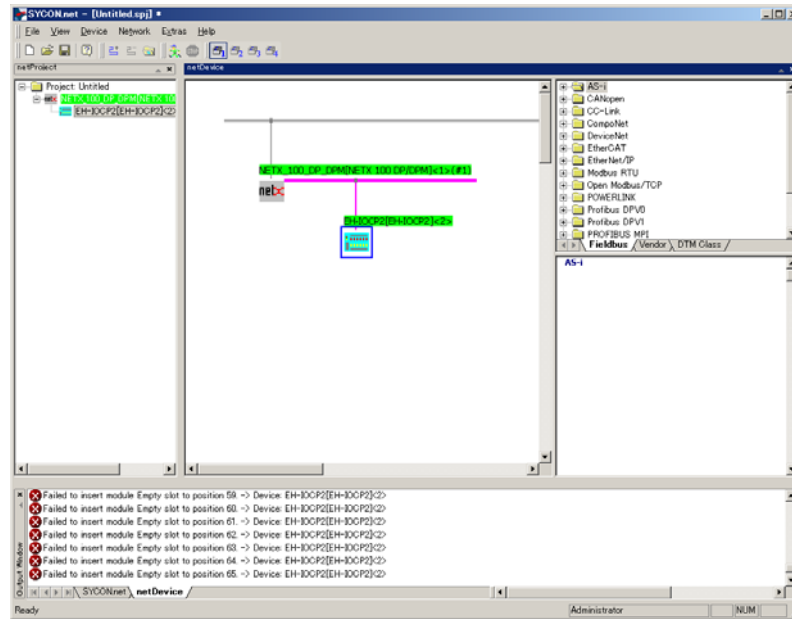 SYCON.net - [Untitled.spj] *
File View Device Network Extras Help
netProject
netDevice
Project: Untitled
NETX_100_DP_DPM[NETX 10
EH-IOCP2[EH-IOCP2]<2>
NETX_100_DP_DPM[NETX 100 DP/DPM]<1>(#1)
netx
EH-IOCP2[EH-IOCP2]<2>
AS-i
CANopen
CC-Link
CompoNet
DeviceNet
EtherCAT
EtherNet/IP
Modbus RTU
Open Modbus/TCP
POWERLINK
Profibus DPV0
Profibus DPV1
PROFIBUS MPI
Fieldbus Vendor DTM Class
AS-i
Failed to insert module Empty slot to position 59. -> Device: EH-IOCP2[EH-IOCP2]<2>
Failed to insert module Empty slot to position 60. -> Device: EH-IOCP2[EH-IOCP2]<2>
Failed to insert module Empty slot to position 61. -> Device: EH-IOCP2[EH-IOCP2]<2>
Failed to insert module Empty slot to position 62. -> Device: EH-IOCP2[EH-IOCP2]<2>
Failed to insert module Empty slot to position 63. -> Device: EH-IOCP2[EH-IOCP2]<2>
Failed to insert module Empty slot to position 64. -> Device: EH-IOCP2[EH-IOCP2]<2>
Failed to insert module Empty slot to position 65. -> Device: EH-IOCP2[EH-IOCP2]<2>
Output Window
SYCON.net netDevice
Ready
Administrator
NUM